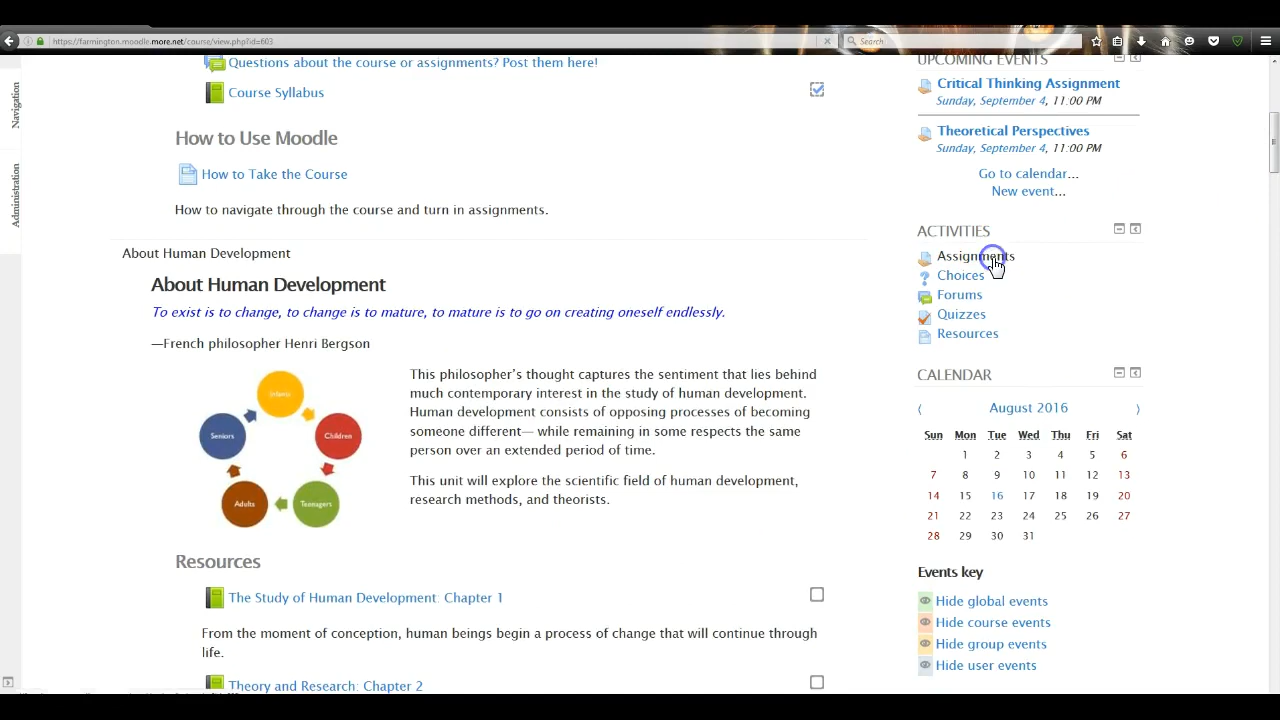 https://farmington.moodle.more.net/course/view.php?id=603
Search
Navigation
Administration
Questions about the course or assignments? Post them here!
Course Syllabus
How to Use Moodle
How to Take the Course
How to navigate through the course and turn in assignments.
About Human Development
About Human Development
To exist is to change, to change is to mature, to mature is to go on creating oneself endlessly.
—French philosopher Henri Bergson
Infants
Children
Teenagers
Adults
Seniors
This philosopher's thought captures the sentiment that lies behind
much contemporary interest in the study of human development.
Human development consists of opposing processes of becoming
someone different— while remaining in some respects the same
person over an extended period of time.
This unit will explore the scientific field of human development,
research methods, and theorists.
Resources
The Study of Human Development: Chapter 1
From the moment of conception, human beings begin a process of change that will continue through
life.
Theory and Research: Chapter 2
UPCOMING EVENTS
Critical Thinking Assignment
Sunday, September 4, 11:00 PM
Theoretical Perspectives
Sunday, September 4, 11:00 PM
Go to calendar...
New event...
ACTIVITIES
Assignments
Choices
Forums
Quizzes
Resources
CALENDAR
August 2016
Sun Mon Tue Wed Thu Fri Sat
1 2 3 4 5 6
7 8 9 10 11 12 13
14 15 16 17 18 19 20
21 22 23 24 25 26 27
28 29 30 31
Events key
Hide global events
Hide course events
Hide group events
Hide user events